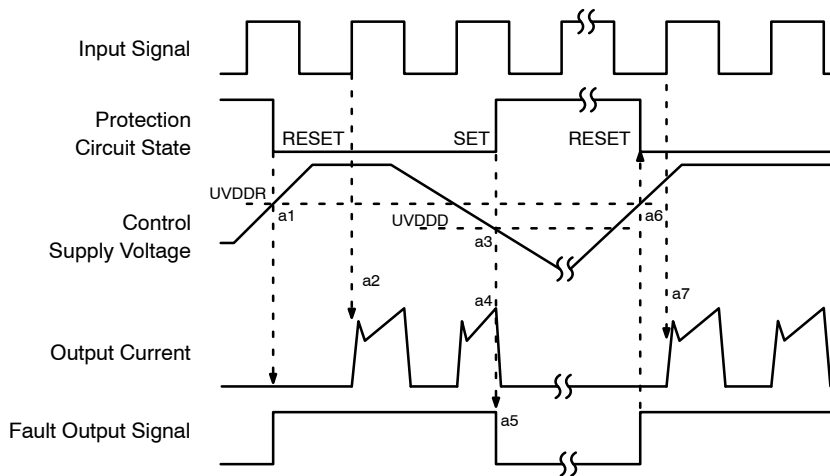 Input Signal
Protection
Circuit State
RESET
SET
RESET
UVDDR
a1
a6
Control
Supply Voltage
UVDDD
a3
a2
a4
a7
Output Current
Fault Output Signal
a5